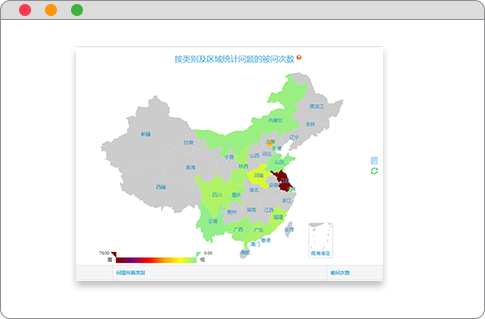 按类别及区域统计问题的被问次数
黑龙江
吉林
辽宁
内蒙古
新疆
甘肃
北京
天津
河北
山西
宁夏
青海
山东
陕西
河南
西藏
四川
重庆
湖北
安徽
浙江
湖南
江西
贵州
福建
云南
广西
广东
台湾
香港
澳门
海南
南海诸岛
高
0.00
低
问题所属类别
被问次数